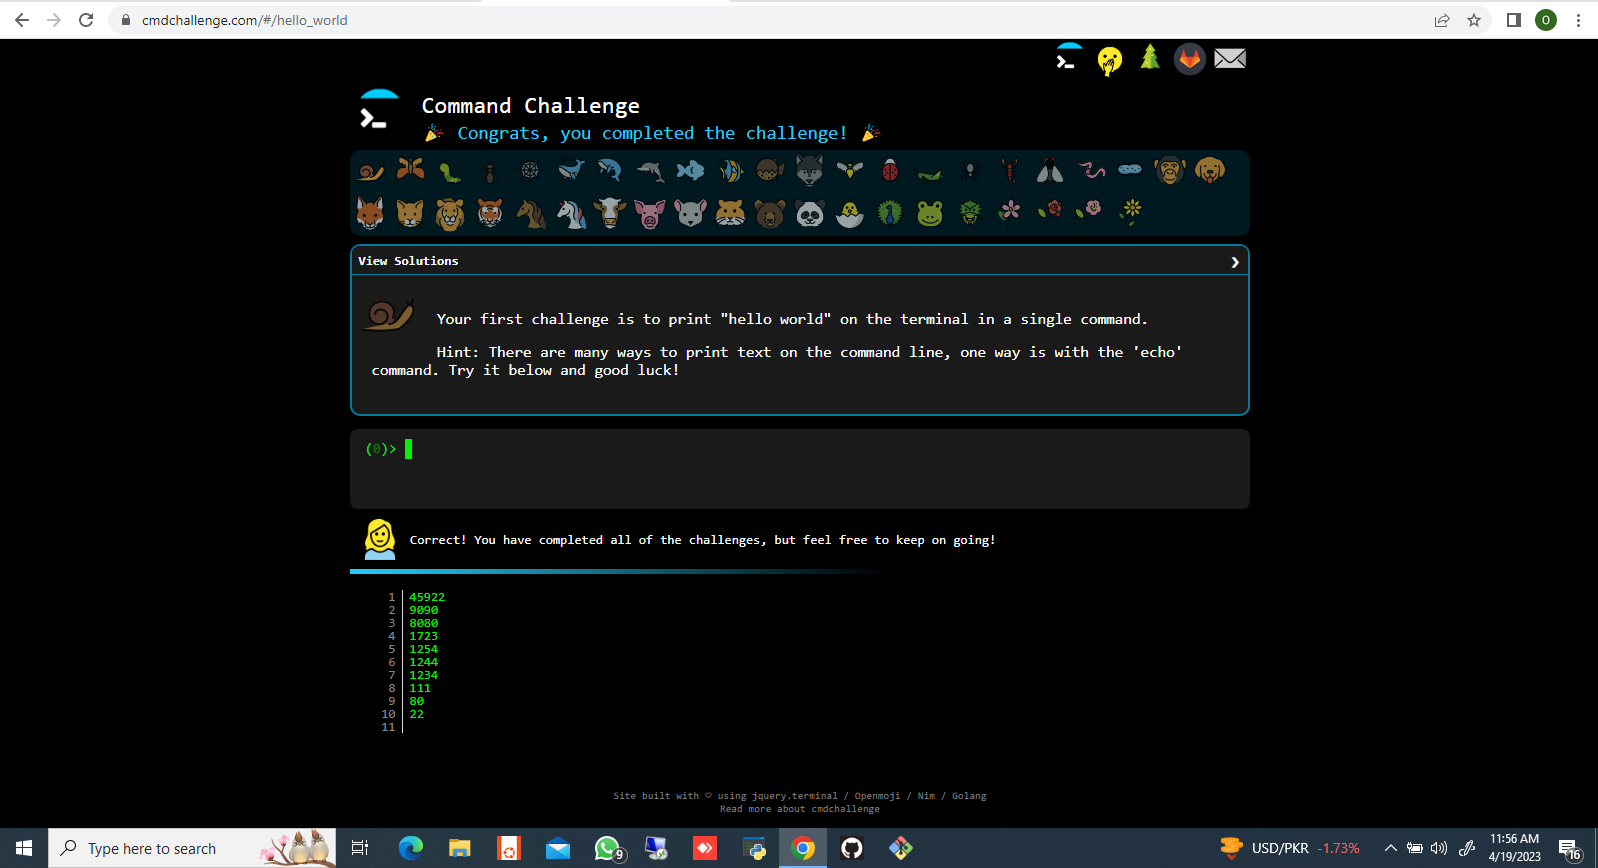 cmdchallenge.com/#/hello_world
O
Command Challenge
Congrats, you completed the challenge!
View Solutions
Your first challenge is to print "hello world" on the terminal in a single command.
Hint: There are many ways to print text on the command line, one way is with the 'echo'
command. Try it below and good luck!
(0)>
Correct! You have completed all of the challenges, but feel free to keep on going!
1 45922
2 9090
3 8080
4 1723
5 1254
6 1244
7 1234
8 111
9 80
10 22
11
Site built with ♡ using jquery.terminal / Openmoji / Nim / Golang
Read more about cmdchallenge
Type here to search
9
USD/PKR -1.73%
11:56 AM
4/19/2023
16